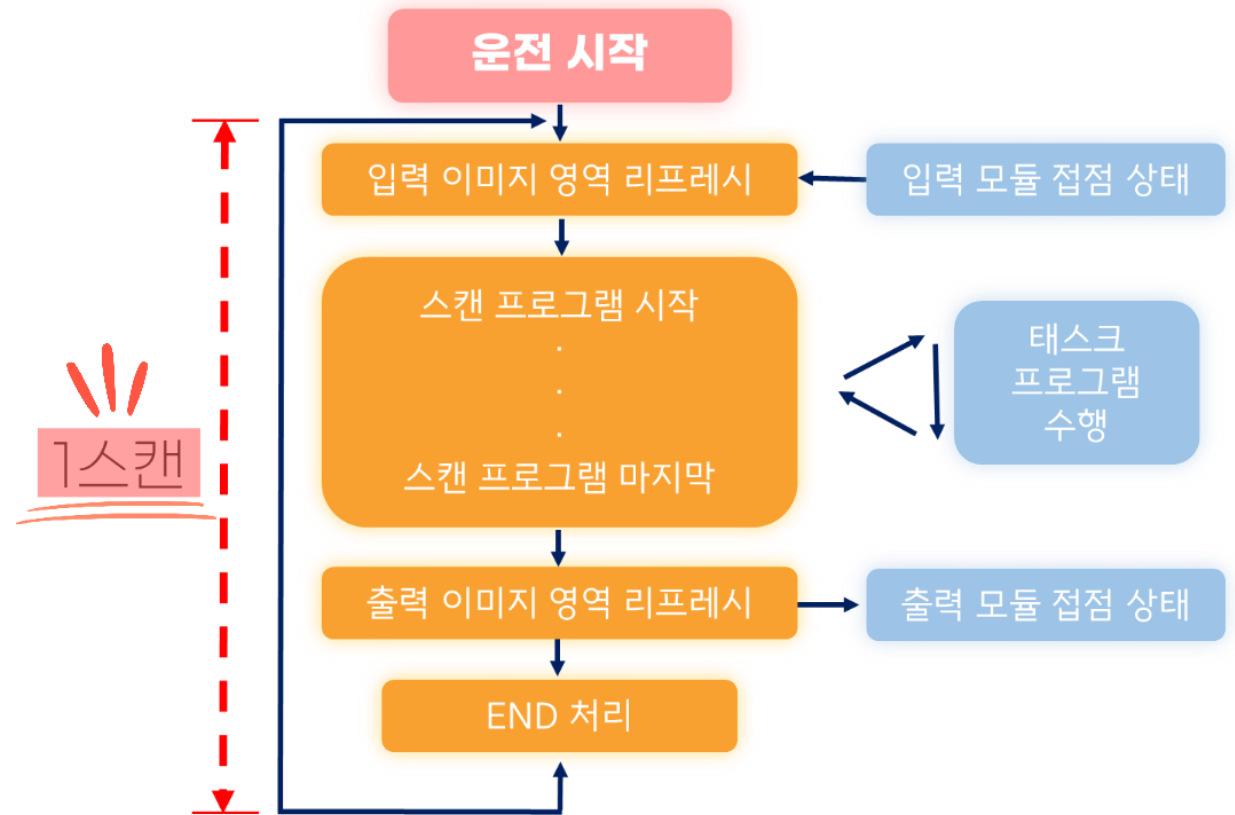 운전 시작
입력 이미지 영역 리프레시
입력 모듈 접점 상태
스캔 프로그램 시작
.
.
.
스캔 프로그램 마지막
태스크
프로그램
수행
1스캔
출력 이미지 영역 리프레시
출력 모듈 접점 상태
END 처리